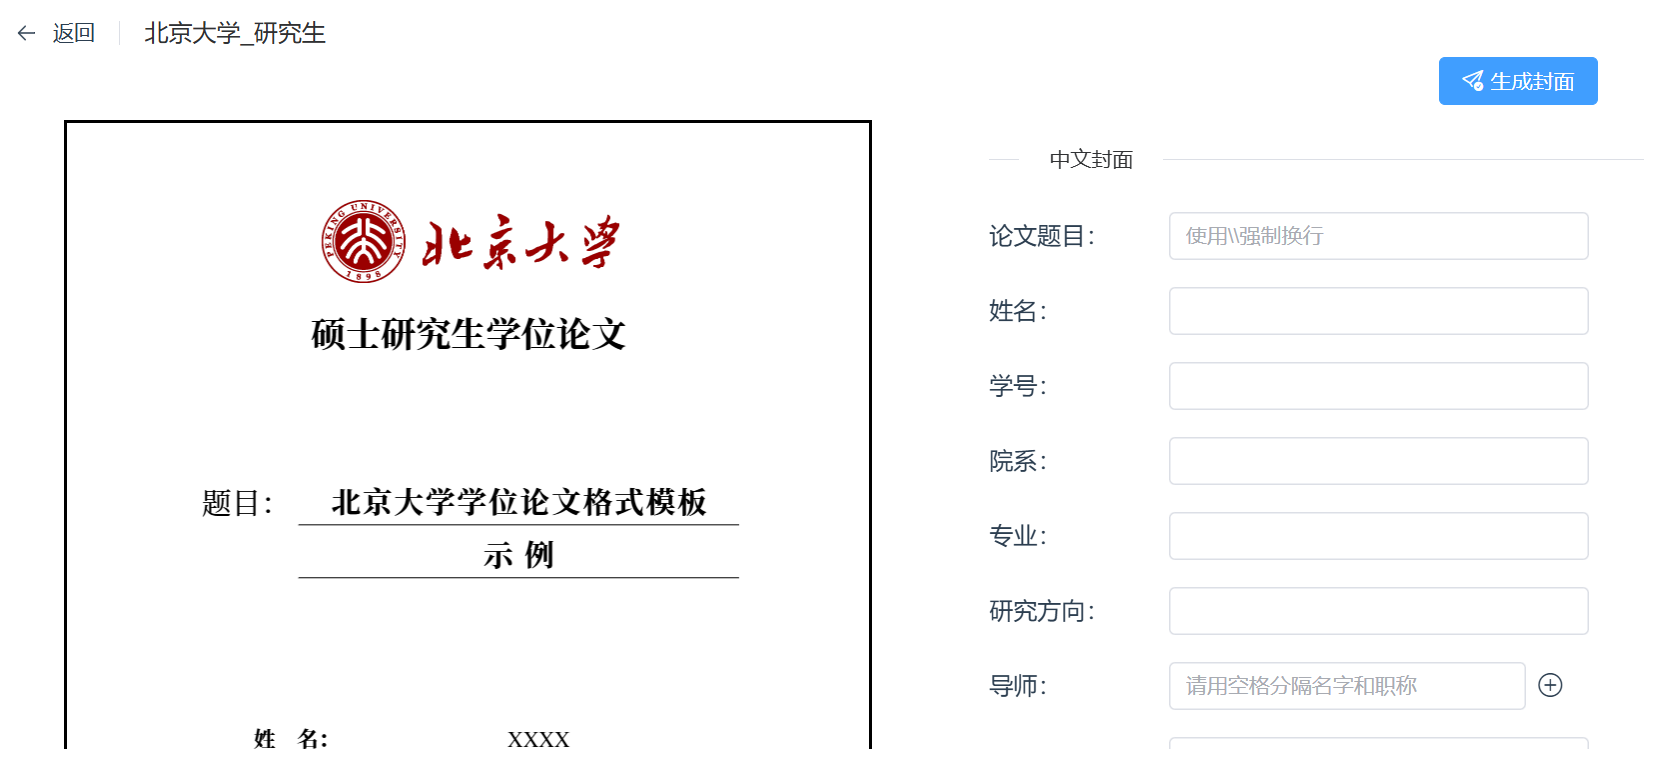 返回
北京大学_研究生
生成封面
PEKING UNIVERSITY
1898
北京大学
硕士研究生学位论文
题目：
北京大学学位论文格式模板
示 例
姓 名：
XXXX
中文封面
论文题目：
使用\\强制换行
姓名：
学号：
院系：
专业：
研究方向：
导师：
请用空格分隔名字和职称